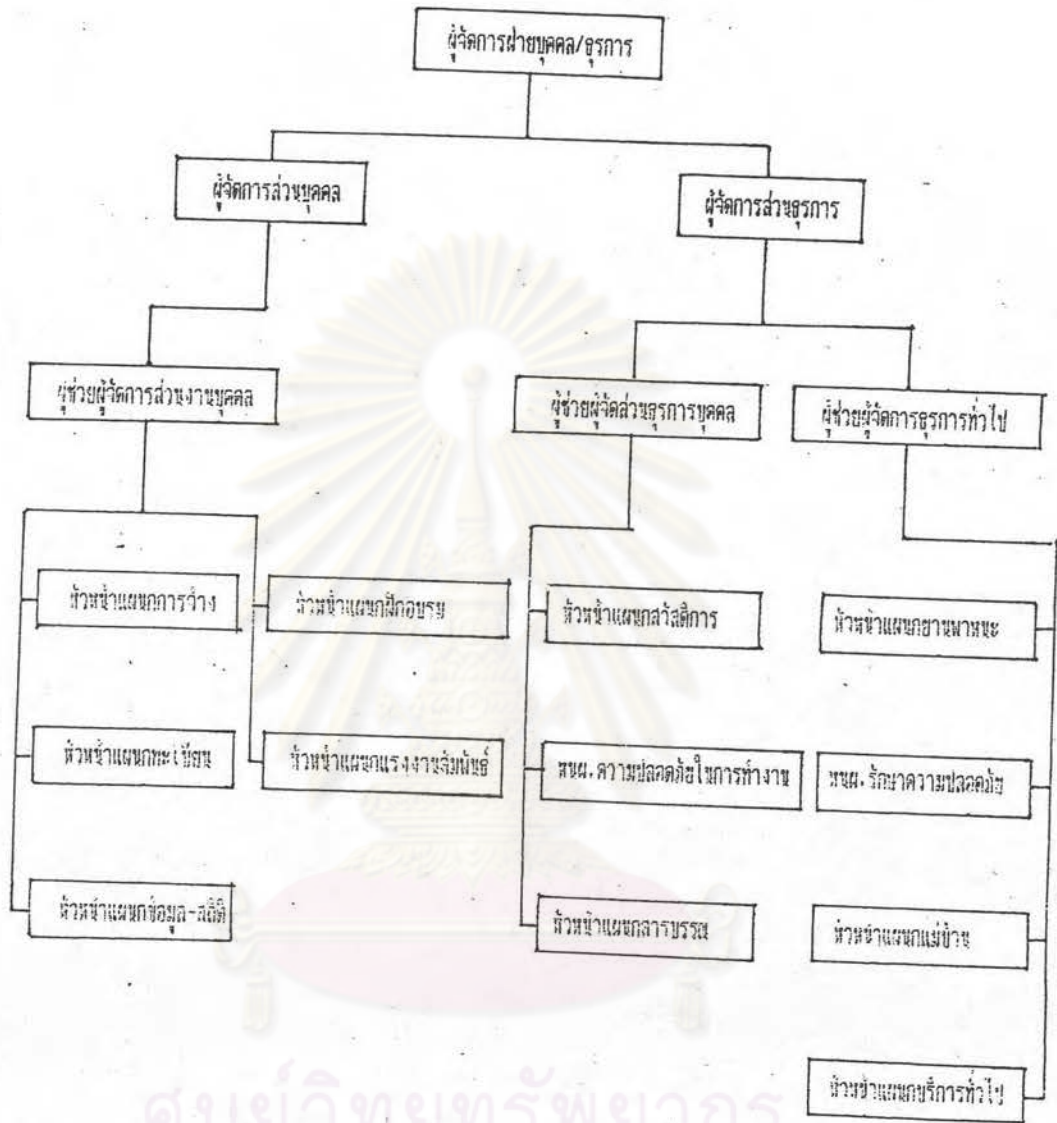 ผู้จัดการฝ่ายบุคคล/ธุรการ
ผู้จัดการส่วนบุคคล
ผู้จัดการส่วนธุรการ
ผู้ช่วยผู้จัดการส่วนงานบุคคล
ผู้ช่วยผู้จัดส่วนธุรการบุคคล
ผู้ช่วยผู้จัดการธุรการทั่วไป
หัวหน้าแผนกการจ้าง
หัวหน้าแผนกฝึกอบรม
หัวหน้าแผนกสวัสดิการ
หัวหน้าแผนกยานพาหนะ
หัวหน้าแผนกทะเบียน
หัวหน้าแผนกแรงงานสัมพันธ์
หนผ.ความปลอดภัยในการทำงาน
หนผ.รักษาความปลอดภัย
หัวหน้าแผนกข้อมูล-สถิติ
หัวหน้าแผนกสารบรรณ
หัวหน้าแผนกแม่บ้าน
หัวหน้าแผนกบริการทั่วไป
ศูนย์วิทยทรัพยากร